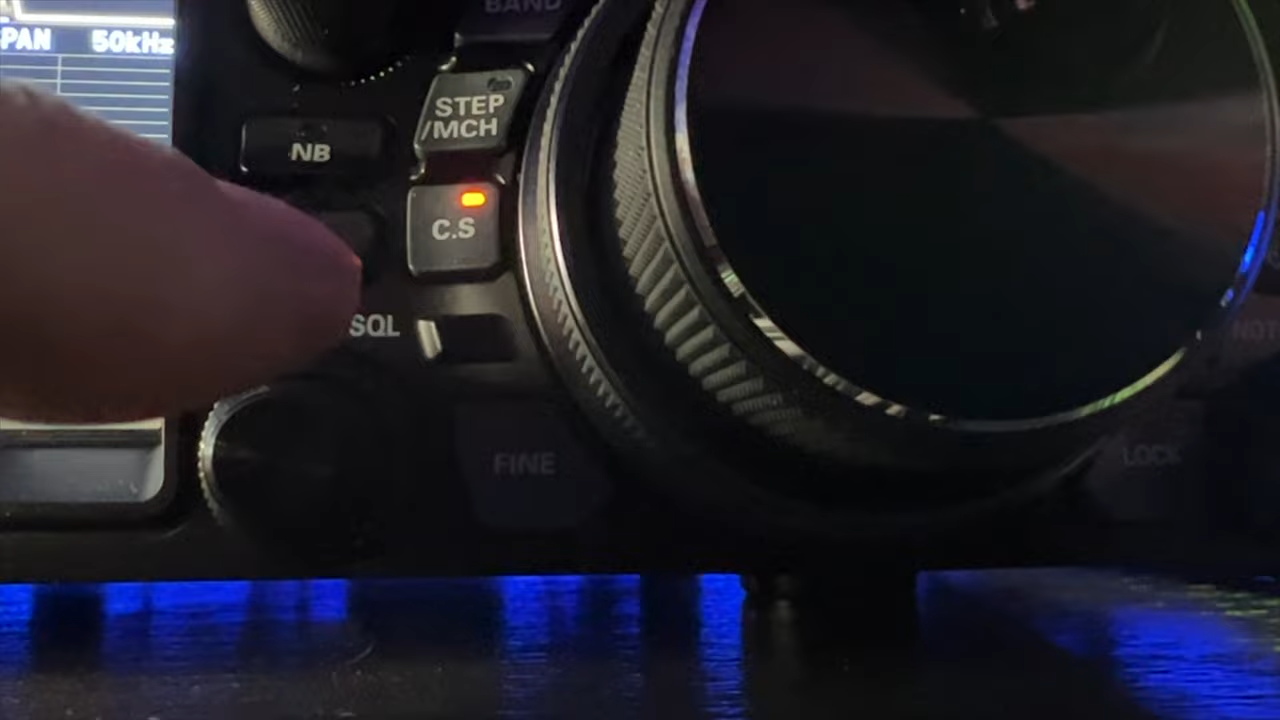 BAND
PAN 50kHz
STEP
/MCH
NB
C.S
SQL
FINE
LOCK